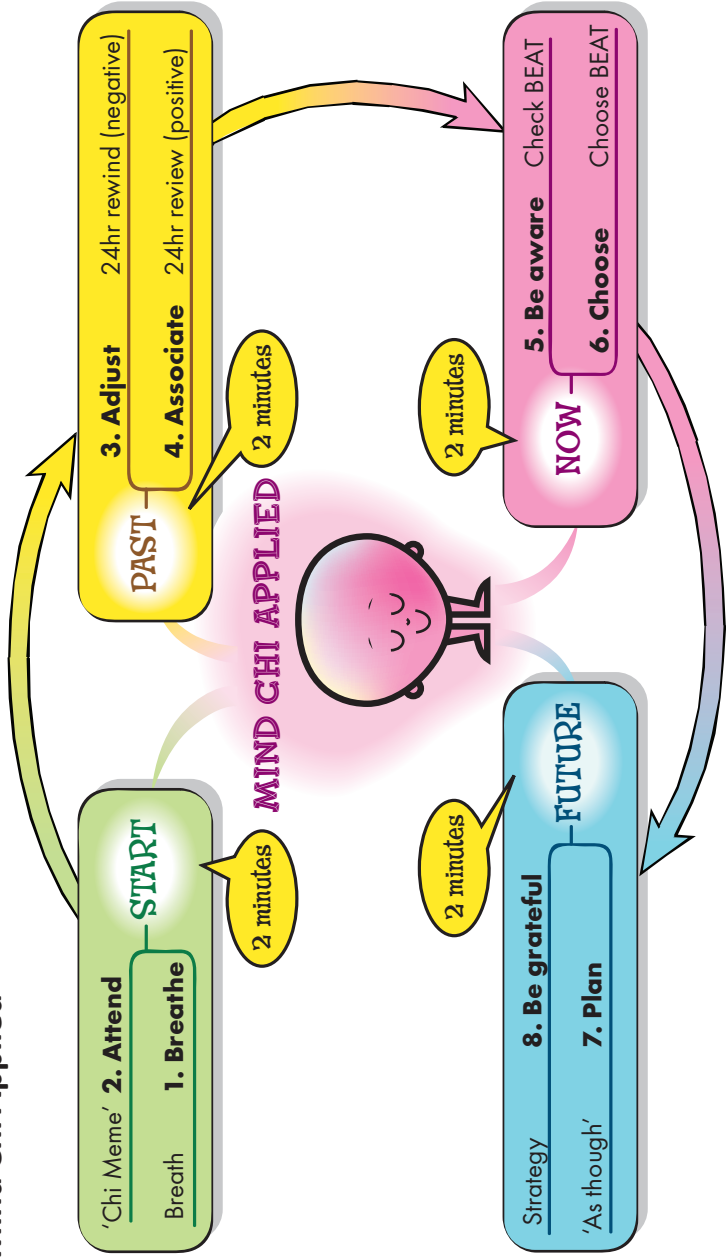 MIND CHI APPLIED
START
2 minutes
'Chi Meme' 2. Attend
Breath 1. Breathe
PAST
2 minutes
3. Adjust 24hr rewind (negative)
4. Associate 24hr review (positive)
NOW
2 minutes
5. Be aware Check BEAT
6. Choose Choose BEAT
FUTURE
2 minutes
Strategy 8. Be grateful
'As though' 7. Plan